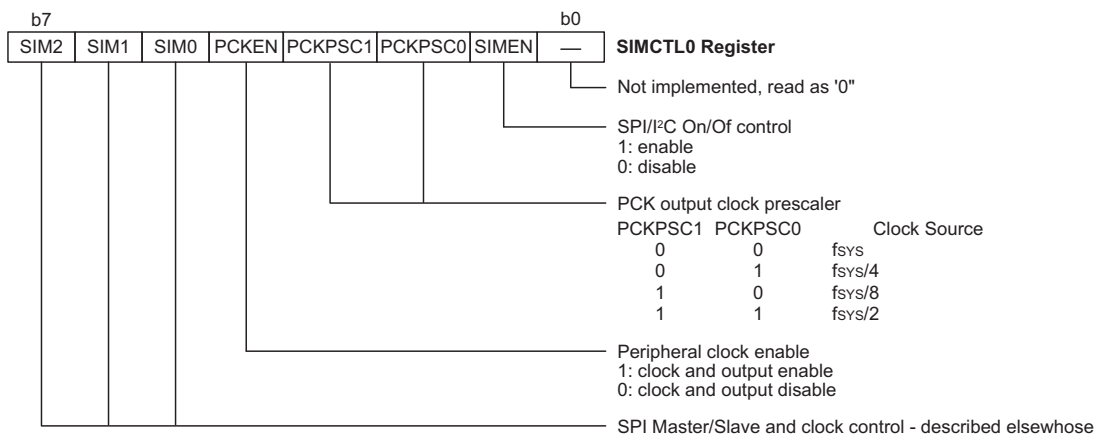 b7 b0
SIM2 SIM1 SIM0 PCKEN PCKPSC1 PCKPSC0 SIMEN — SIMCTL0 Register
Not implemented, read as '0"
SPI/I²C On/Of control
1: enable
0: disable
PCK output clock prescaler
PCKPSC1 PCKPSC0 Clock Source
0 0 fSYS
0 1 fSYS/4
1 0 fSYS/8
1 1 fSYS/2
Peripheral clock enable
1: clock and output enable
0: clock and output disable
SPI Master/Slave and clock control - described elsewhose